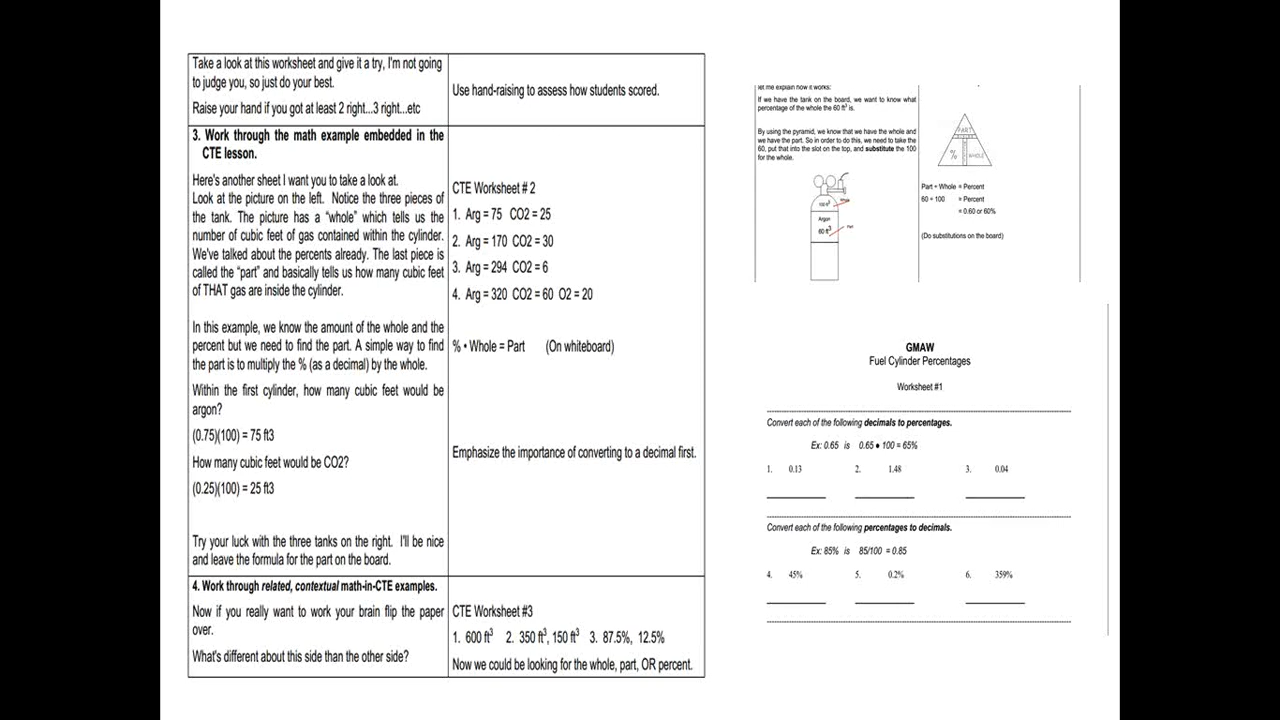 Take a look at this worksheet and give it a try, I'm not going
to judge you, so just do your best.
Raise your hand if you got at least 2 right...3 right...etc
Use hand-raising to assess how students scored.
3. Work through the math example embedded in the
CTE lesson.
Here's another sheet I want you to take a look at.
Look at the picture on the left. Notice the three pieces of
the tank. The picture has a “whole” which tells us the
number of cubic feet of gas contained within the cylinder.
We've talked about the percents already. The last piece is
called the “part” and basically tells us how many cubic feet
of THAT gas are inside the cylinder.
In this example, we know the amount of the whole and the
percent but we need to find the part. A simple way to find
the part is to multiply the % (as a decimal) by the whole.
Within the first cylinder, how many cubic feet would be
argon?
(0.75)(100) = 75 ft3
How many cubic feet would be CO2?
(0.25)(100) = 25 ft3
Try your luck with the three tanks on the right. I'll be nice
and leave the formula for the part on the board.
CTE Worksheet # 2
1. Arg = 75 CO2 = 25
2. Arg = 170 CO2 = 30
3. Arg = 294 CO2 = 6
4. Arg = 320 CO2 = 60 O2 = 20
% • Whole = Part (On whiteboard)
Emphasize the importance of converting to a decimal first.
4. Work through related, contextual math-in-CTE examples.
Now if you really want to work your brain flip the paper
over.
What's different about this side than the other side?
CTE Worksheet #3
1. 600 ft³ 2. 350 ft³, 150 ft³ 3. 87.5%, 12.5%
Now we could be looking for the whole, part, OR percent.
let me explain how it works:
If we have the tank on the board, we want to know what
percentage of the whole the 60 ft³ is.
By using the pyramid, we know that we have the whole and
we have the part. So in order to do this, we need to take the
60, put that into the slot on the top, and substitute the 100
for the whole.
100 ft³
Whole
Argon
60 ft³
Part
PART
% WHOLE
Part ÷ Whole = Percent
60 ÷ 100 = Percent
= 0.60 or 60%
(Do substitutions on the board)
GMAW
Fuel Cylinder Percentages
Worksheet #1
Convert each of the following decimals to percentages.
Ex: 0.65 is 0.65 • 100 = 65%
1. 0.13 2. 1.48 3. 0.04
Convert each of the following percentages to decimals.
Ex: 85% is 85/100 = 0.85
4. 45% 5. 0.2% 6. 359%